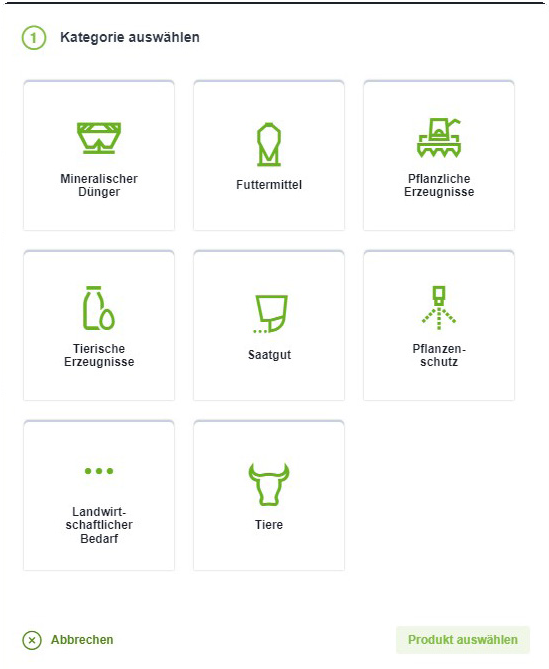 1 Kategorie auswählen
Mineralischer
Dünger
Futtermittel
Pflanzliche
Erzeugnisse
Tierische
Erzeugnisse
Saatgut
Pflanzen-
schutz
Landwirt-
schaftlicher
Bedarf
Tiere
Abbrechen
Produkt auswählen